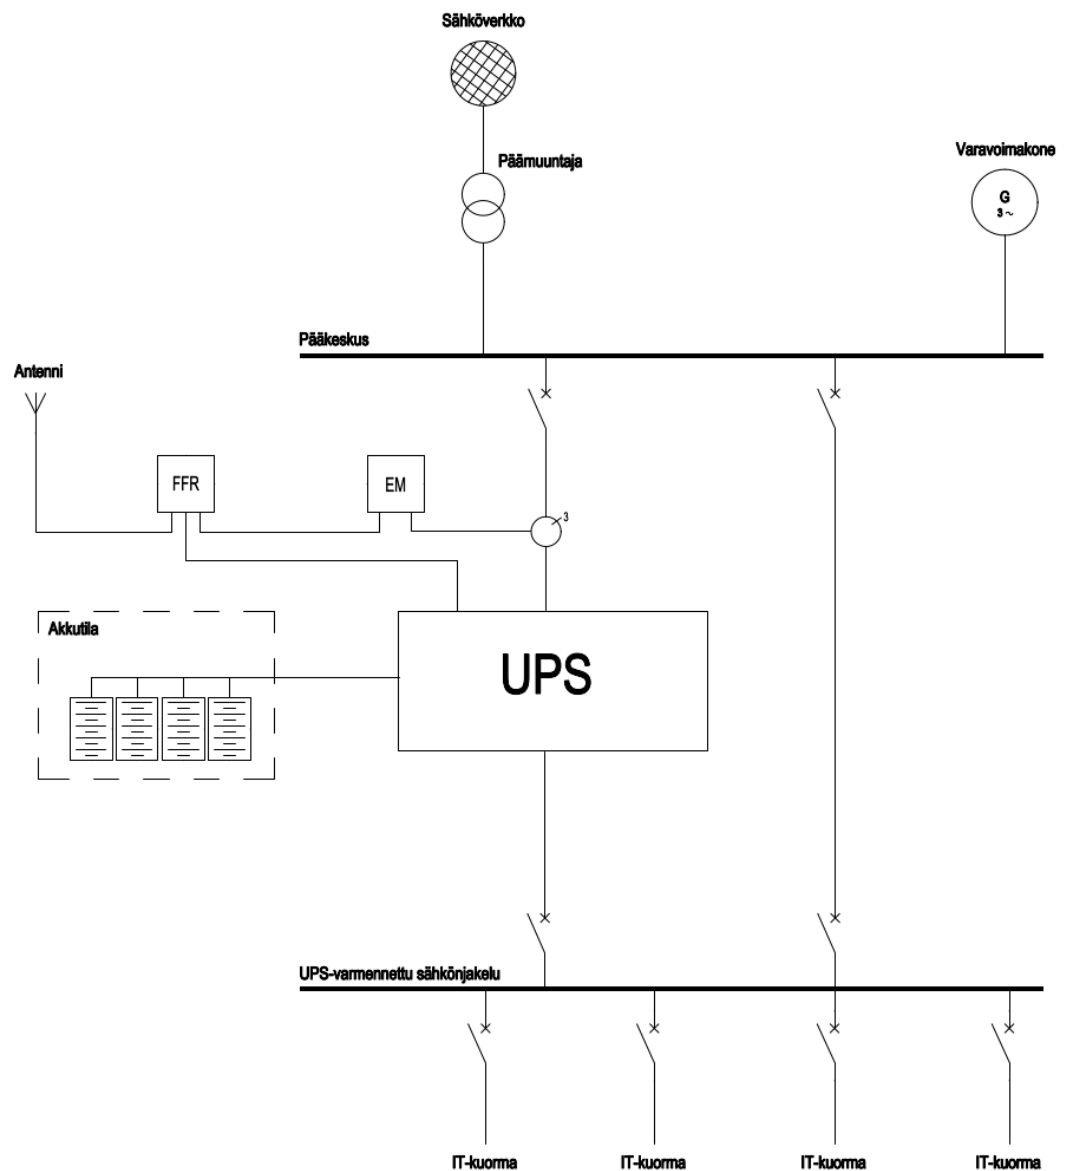 Sähköverkko
Päämuuntaja
Varavoimakone
G
3 ~
Pääkeskus
Antenni
FFR
EM
3
Akkutila
UPS
UPS-varmennettu sähkönjakelu
IT-kuorma
IT-kuorma
IT-kuorma
IT-kuorma